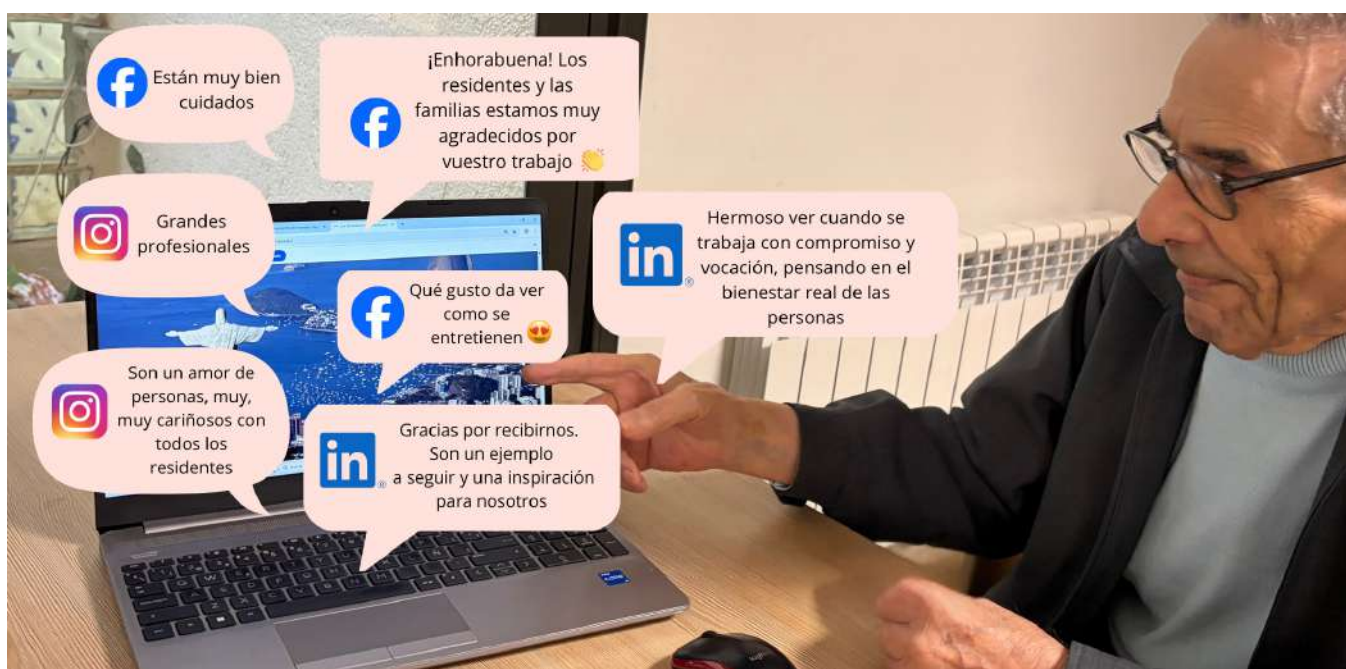 Están muy bien
cuidados
¡Enhorabuena! Los
residentes y las
familias estamos muy
agradecidos por
vuestro trabajo 👏
Grandes
profesionales
Hermoso ver cuando se
trabaja con compromiso y
vocación, pensando en el
bienestar real de las
personas
Qué gusto da ver
como se
entretienen 😍
Son un amor de
personas, muy,
muy cariñosos con
todos los
residentes
Gracias por recibirnos.
Son un ejemplo
a seguir y una inspiración
para nosotros